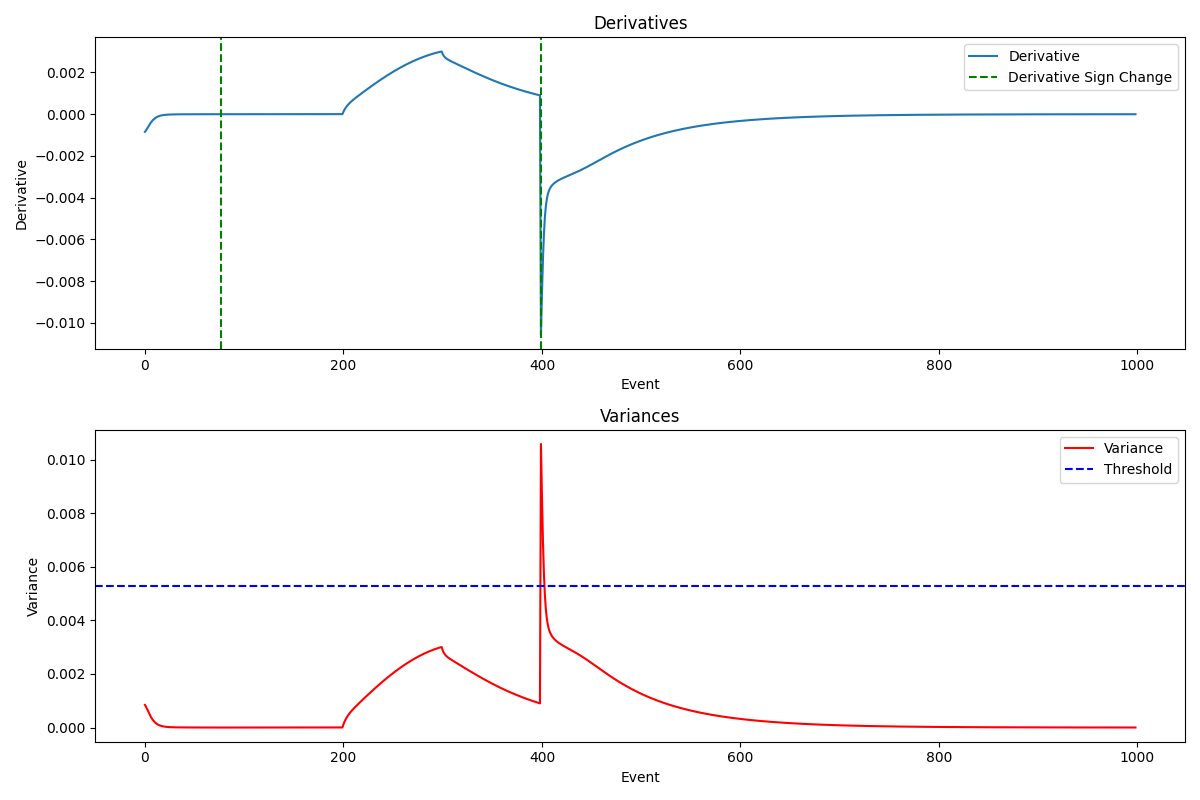 Derivatives
Derivative
Derivative Sign Change
0.002
0.000
−0.002
−0.004
−0.006
−0.008
−0.010
Derivative
0 200 400 600 800 1000
Event
Variances
Variance
Threshold
0.010
0.008
0.006
0.004
0.002
0.000
Variance
0 200 400 600 800 1000
Event